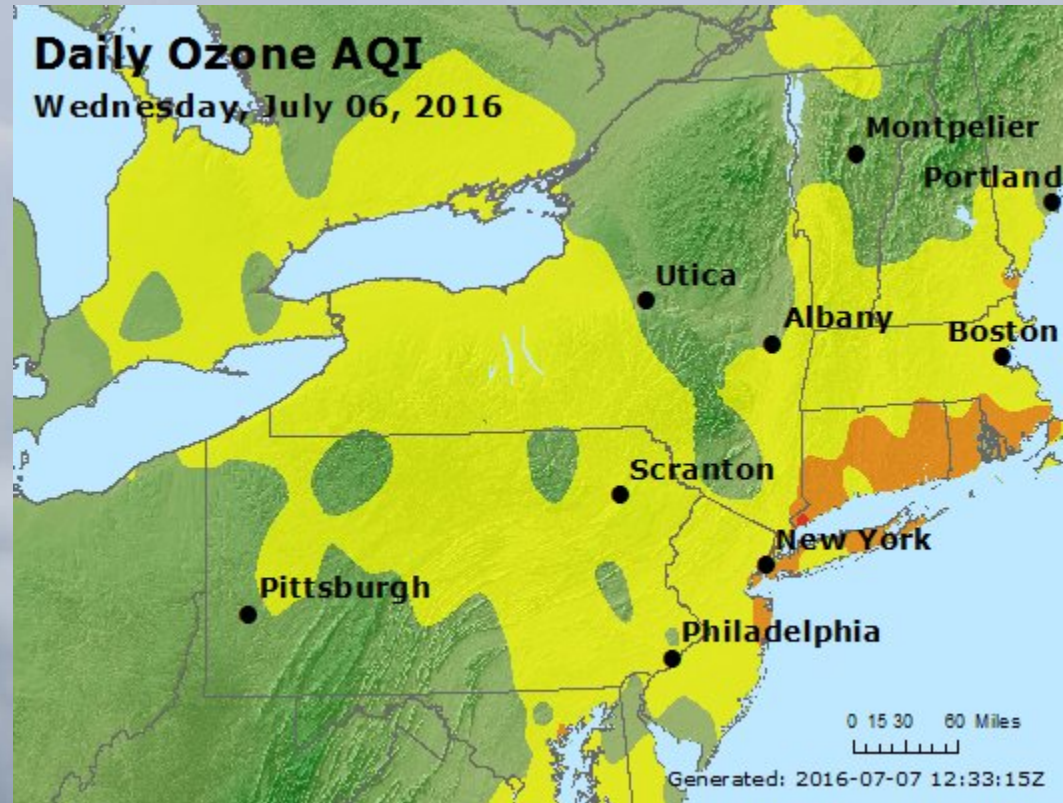 Daily Ozone AQI
Wednesday, July 06, 2016
Montpelier
Portland
Utica
Albany
Boston
Scranton
New York
Pittsburgh
Philadelphia
0 15 30 60 Miles
Generated: 2016-07-07 12:33:15Z